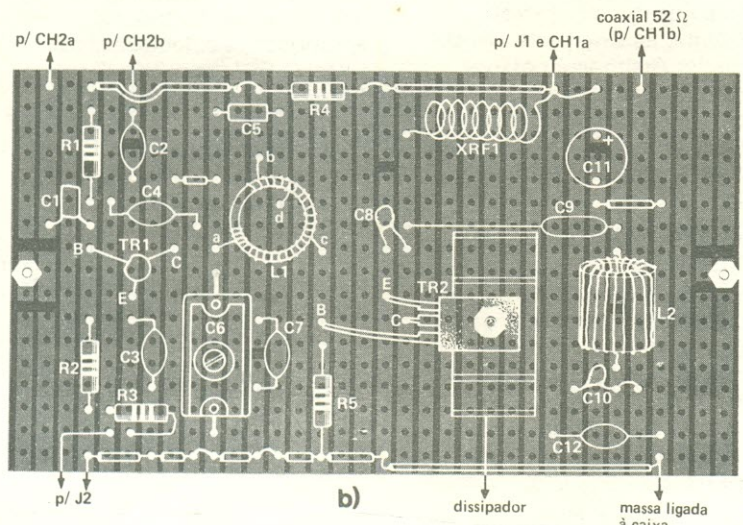 coaxial 52 Ω
(p/ CH1b)
p/ CH2a
p/ CH2b
p/ J1 e CH1a
R4
C5
XRF1
+
C11
R1
C2
b
C1
C4
d
C8
C9
B
TR1
C
a
c
L1
E
E
TR2
C
B
L2
C6
C7
R2
C3
R3
R5
C10
C12
p/ J2
b)
dissipador
massa ligada
à caixa